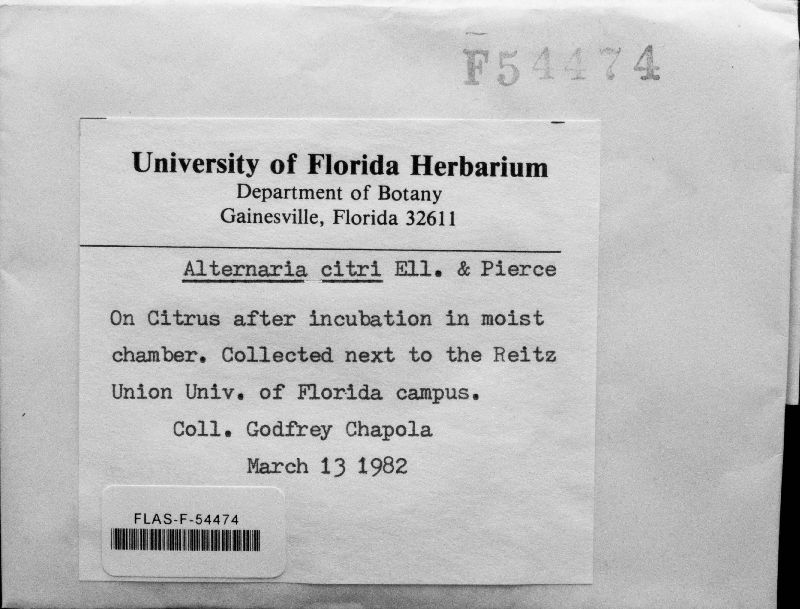 F54474
University of Florida Herbarium
Department of Botany
Gainesville, Florida 32611
Alternaria citri Ell. & Pierce
On Citrus after incubation in moist
chamber. Collected next to the Reitz
Union Univ. of Florida campus.
Coll. Godfrey Chapola
March 13 1982
FLAS-F-54474